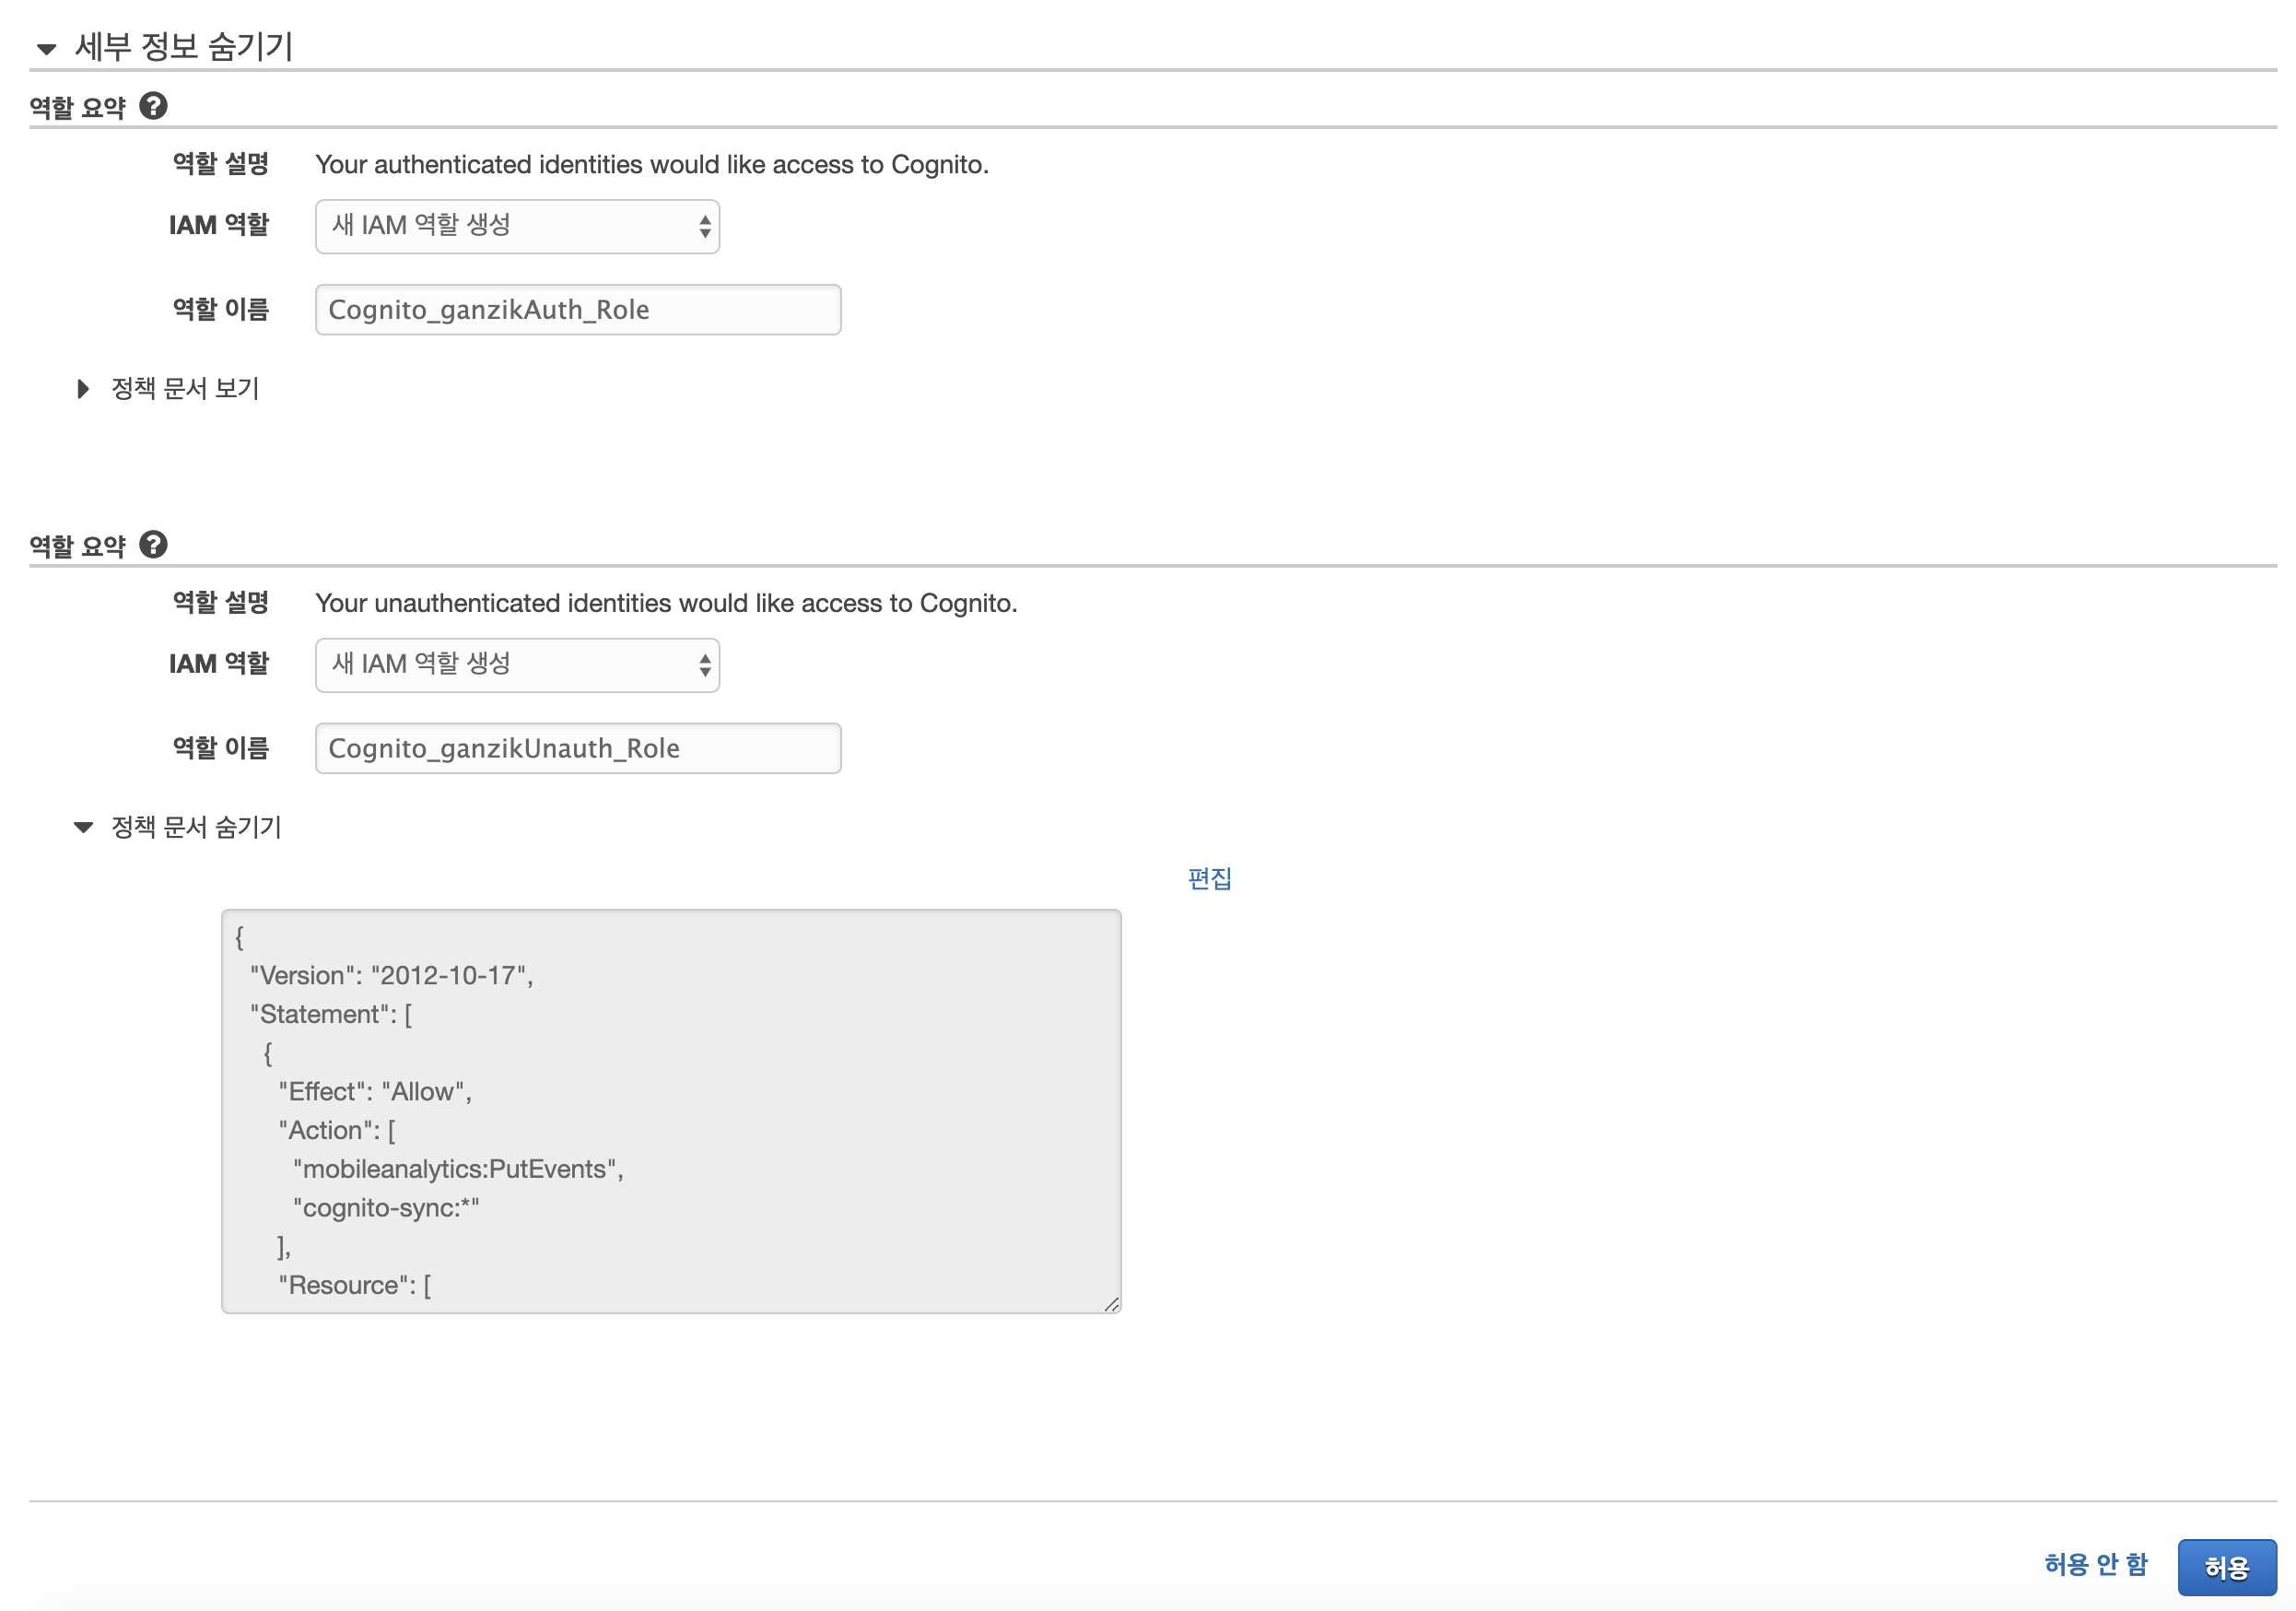 세부 정보 숨기기
역할 요약
역할 설명 Your authenticated identities would like access to Cognito.
IAM 역할 새 IAM 역할 생성
역할 이름 Cognito_ganzikAuth_Role
정책 문서 보기
역할 요약
역할 설명 Your unauthenticated identities would like access to Cognito.
IAM 역할 새 IAM 역할 생성
역할 이름 Cognito_ganzikUnauth_Role
정책 문서 숨기기
편집
{
"Version": "2012-10-17",
"Statement": [
{
"Effect": "Allow",
"Action": [
"mobileanalytics:PutEvents",
"cognito-sync:*"
],
"Resource": [
허용 안 함 허용